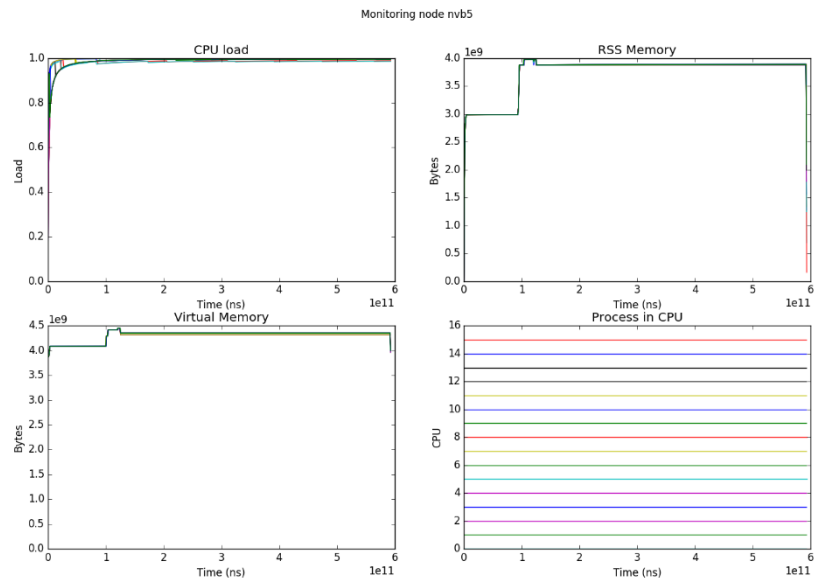 Monitoring node nvb5
CPU load
1.0
0.8
0.6
0.4
0.2
0.0
Load
0 1 2 3 4 5 6
Time (ns)
1e11
RSS Memory
1e9
4.0
3.5
3.0
2.5
2.0
1.5
1.0
0.5
0.0
Bytes
0 1 2 3 4 5 6
Time (ns)
1e11
Virtual Memory
1e9
4.5
4.0
3.5
3.0
2.5
2.0
1.5
1.0
0.5
0.0
Bytes
0 1 2 3 4 5 6
Time (ns)
1e11
Process in CPU
16
14
12
10
8
6
4
2
0
CPU
0 1 2 3 4 5 6
Time (ns)
1e11